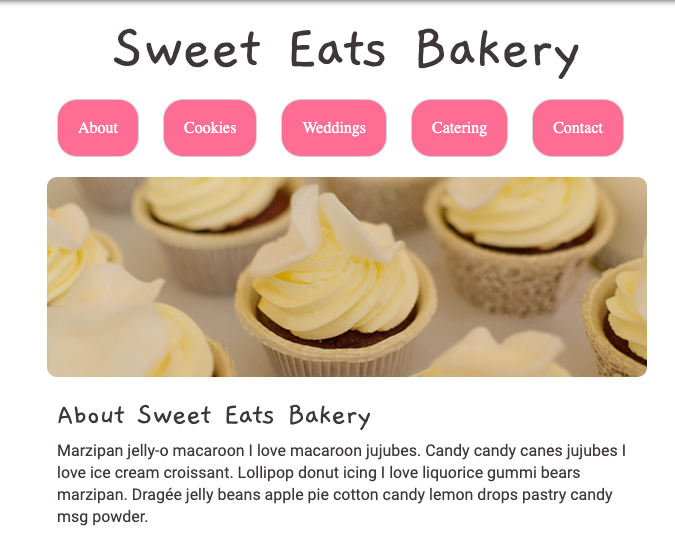 Sweet Eats Bakery
About Cookies Weddings Catering Contact
About Sweet Eats Bakery
Marzipan jelly-o macaroon I love macaroon jujubes. Candy candy canes jujubes I
love ice cream croissant. Lollipop donut icing I love liquorice gummi bears
marzipan. Dragée jelly beans apple pie cotton candy lemon drops pastry candy
msg powder.